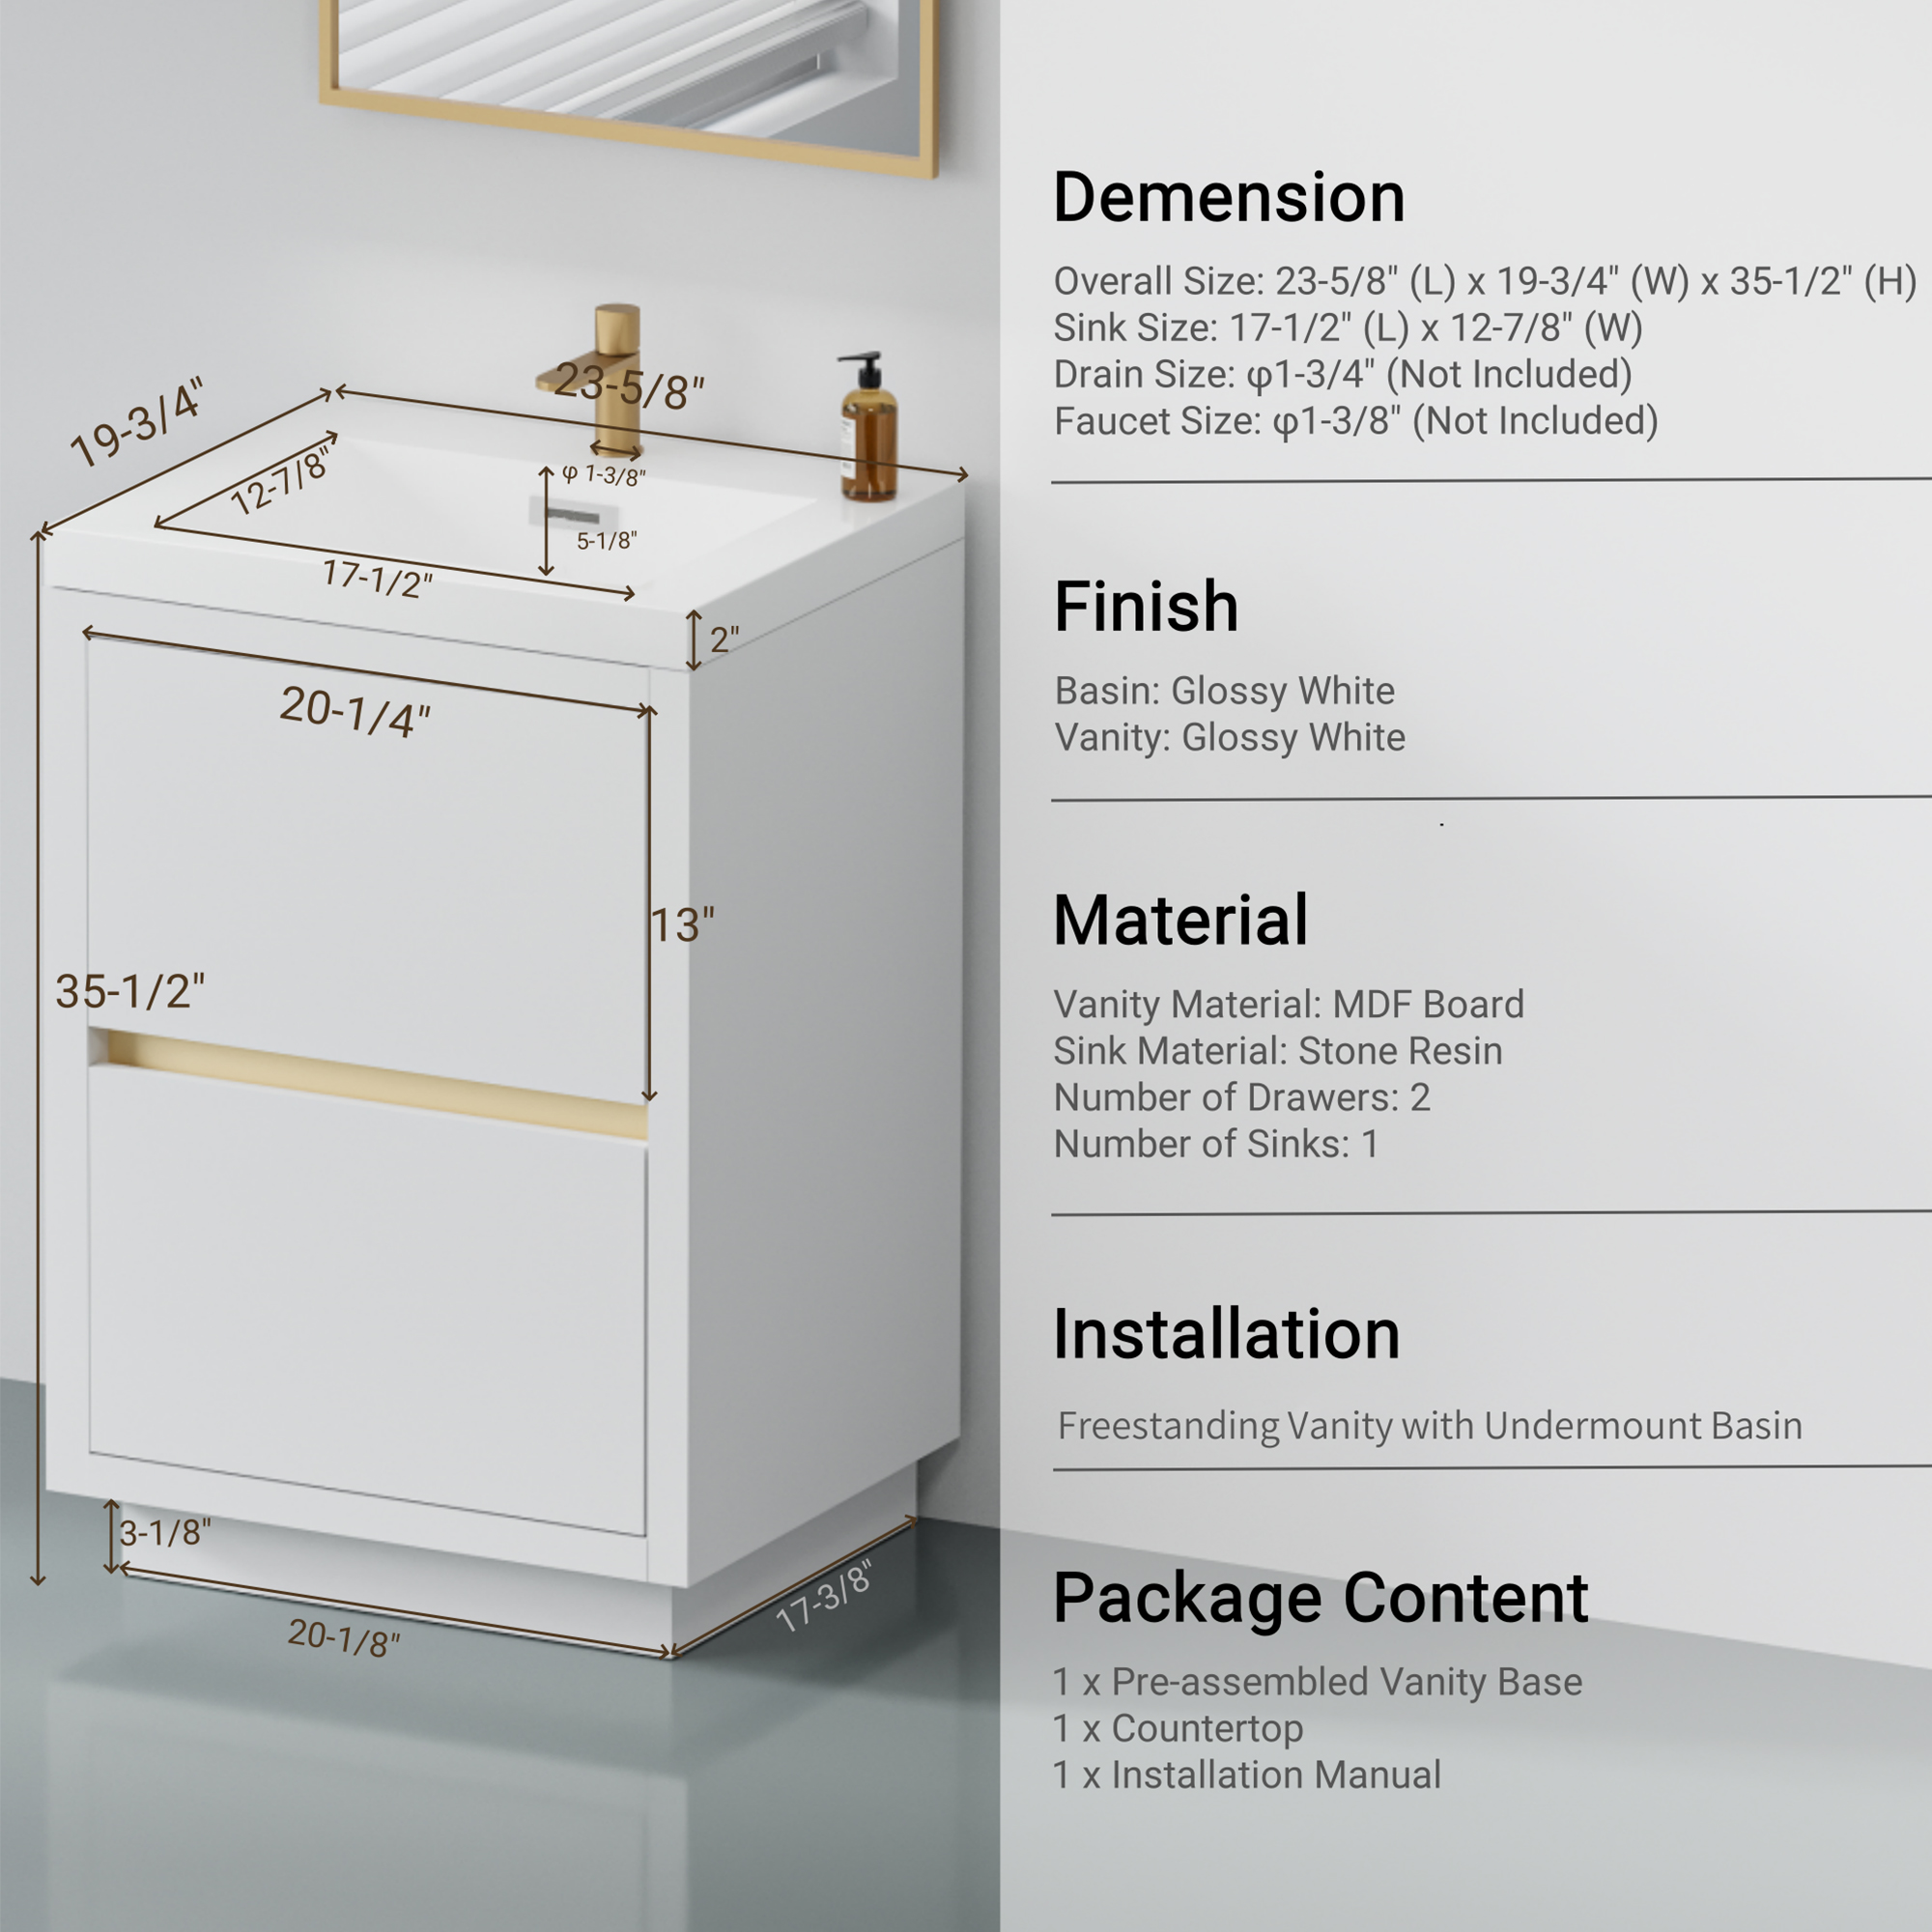 19-3/4"
23-5/8"
12-7/8"
φ 1-3/8"
5-1/8"
17-1/2"
2"
20-1/4"
13"
35-1/2"
3-1/8"
20-1/8"
17-3/8"
Demension
Overall Size: 23-5/8" (L) x 19-3/4" (W) x 35-1/2" (H)
Sink Size: 17-1/2" (L) x 12-7/8" (W)
Drain Size: φ1-3/4" (Not Included)
Faucet Size: φ1-3/8" (Not Included)
Finish
Basin: Glossy White
Vanity: Glossy White
Material
Vanity Material: MDF Board
Sink Material: Stone Resin
Number of Drawers: 2
Number of Sinks: 1
Installation
Freestanding Vanity with Undermount Basin
Package Content
1 x Pre-assembled Vanity Base
1 x Countertop
1 x Installation Manual